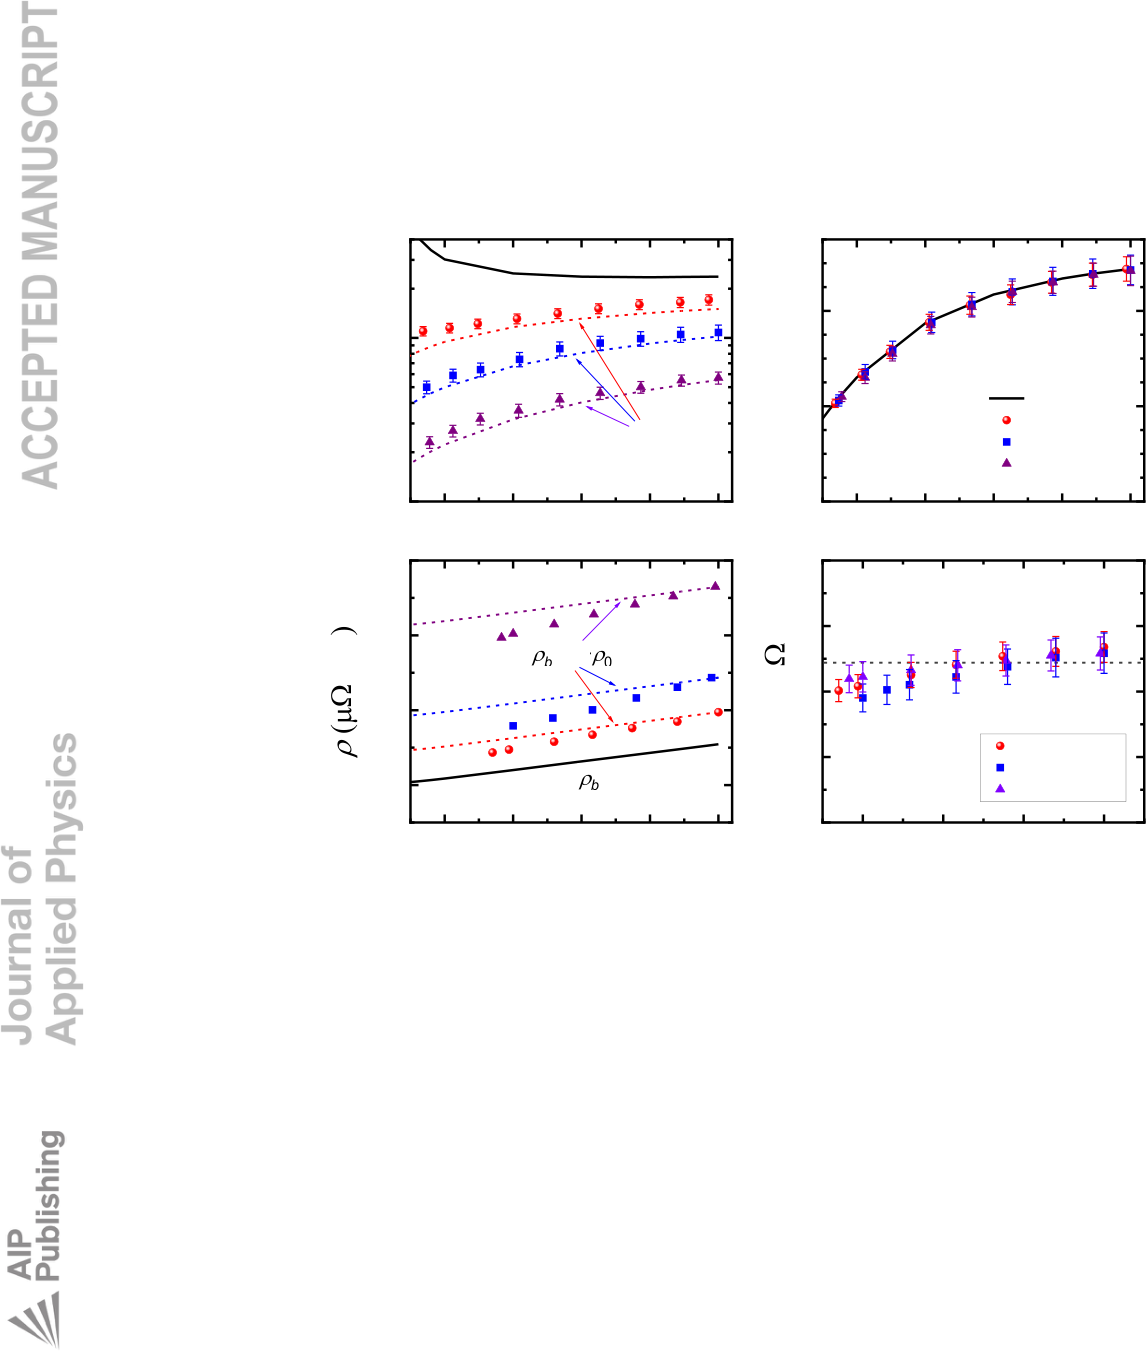 ACCEPTED MANUSCRIPT
Journal of
Applied Physics
AIP
Publishing
ρ (μΩ )
ρb ρ0
ρb
Ω